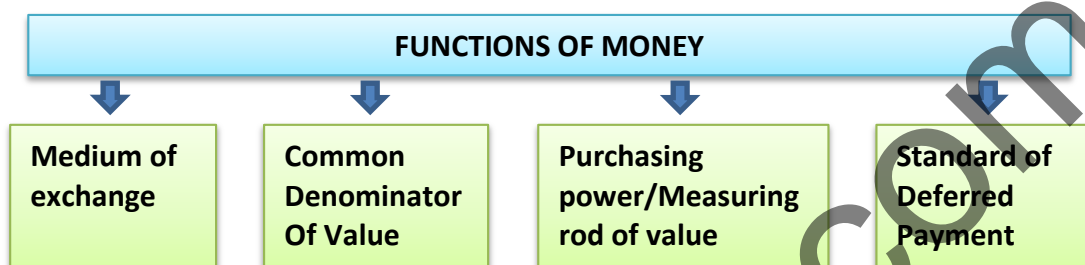 FUNCTIONS OF MONEY
Medium of
exchange
Common
Denominator
Of Value
Purchasing
power/Measuring
rod of value
Standard of
Deferred
Payment
com